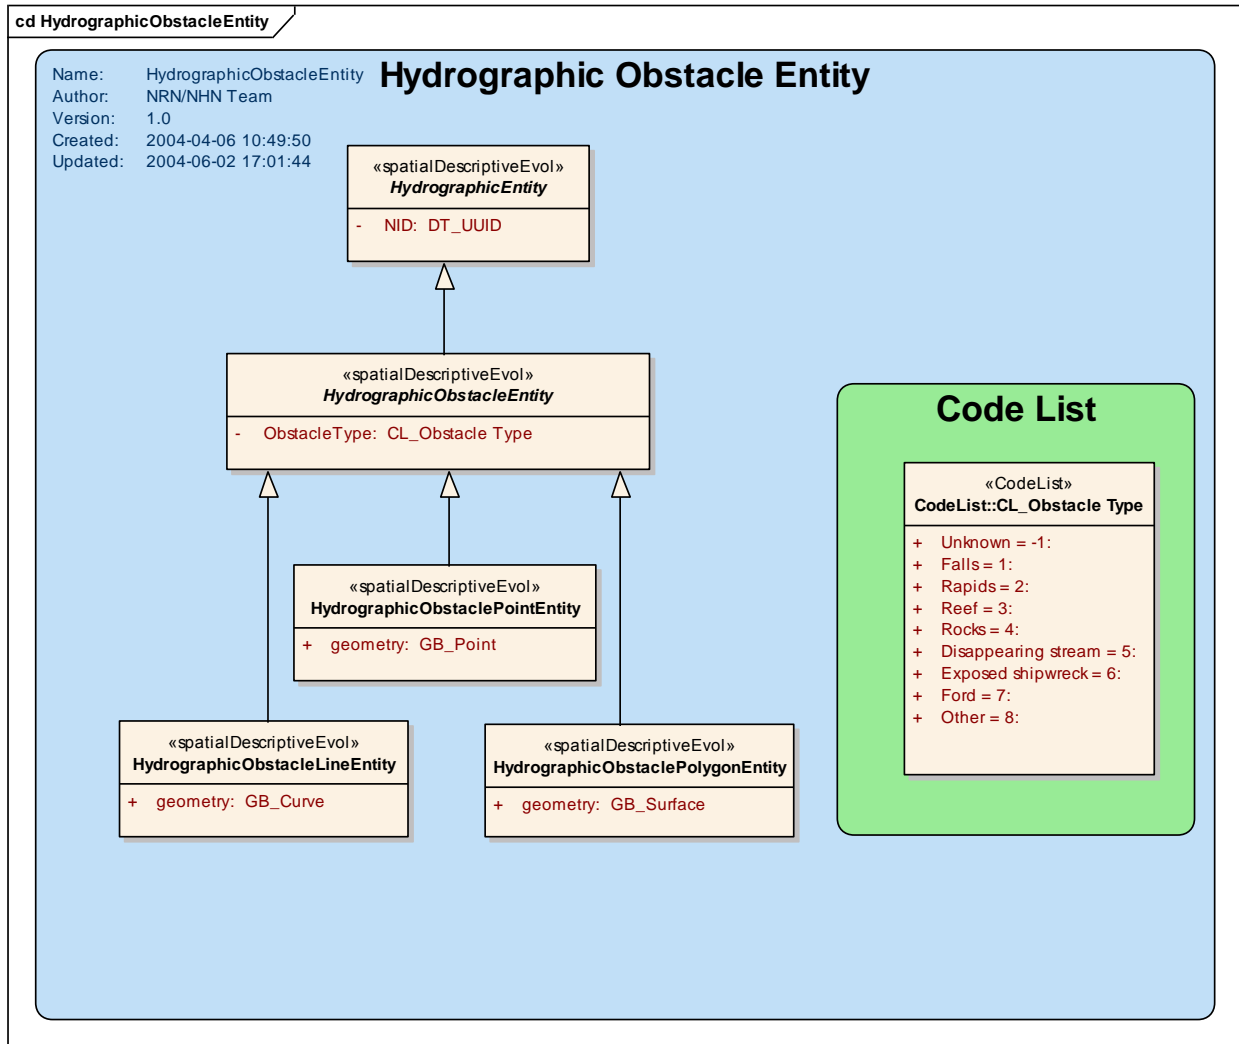 cd HydrographicObstacleEntity
Hydrographic Obstacle Entity
Name: HydrographicObstacleEntity
Author: NRN/NHN Team
Version: 1.0
Created: 2004-04-06 10:49:50
Updated: 2004-06-02 17:01:44
«spatialDescriptiveEvol»
HydrographicEntity
- NID: DT_UUID
«spatialDescriptiveEvol»
HydrographicObstacleEntity
- ObstacleType: CL_Obstacle Type
«spatialDescriptiveEvol»
HydrographicObstaclePointEntity
+ geometry: GB_Point
«spatialDescriptiveEvol»
HydrographicObstacleLineEntity
+ geometry: GB_Curve
«spatialDescriptiveEvol»
HydrographicObstaclePolygonEntity
+ geometry: GB_Surface
Code List
«CodeList»
CodeList::CL_Obstacle Type
+ Unknown = -1:
+ Falls = 1:
+ Rapids = 2:
+ Reef = 3:
+ Rocks = 4:
+ Disappearing stream = 5:
+ Exposed shipwreck = 6:
+ Ford = 7:
+ Other = 8: